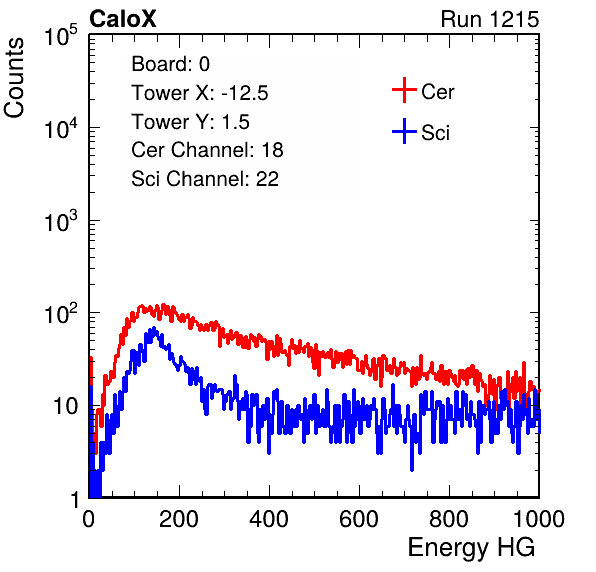 CaloX Run 1215
Counts
10^5
10^4
10^3
10^2
10
1
Board: 0
Tower X: -12.5
Tower Y: 1.5
Cer Channel: 18
Sci Channel: 22
Cer
Sci
0 200 400 600 800 1000
Energy HG